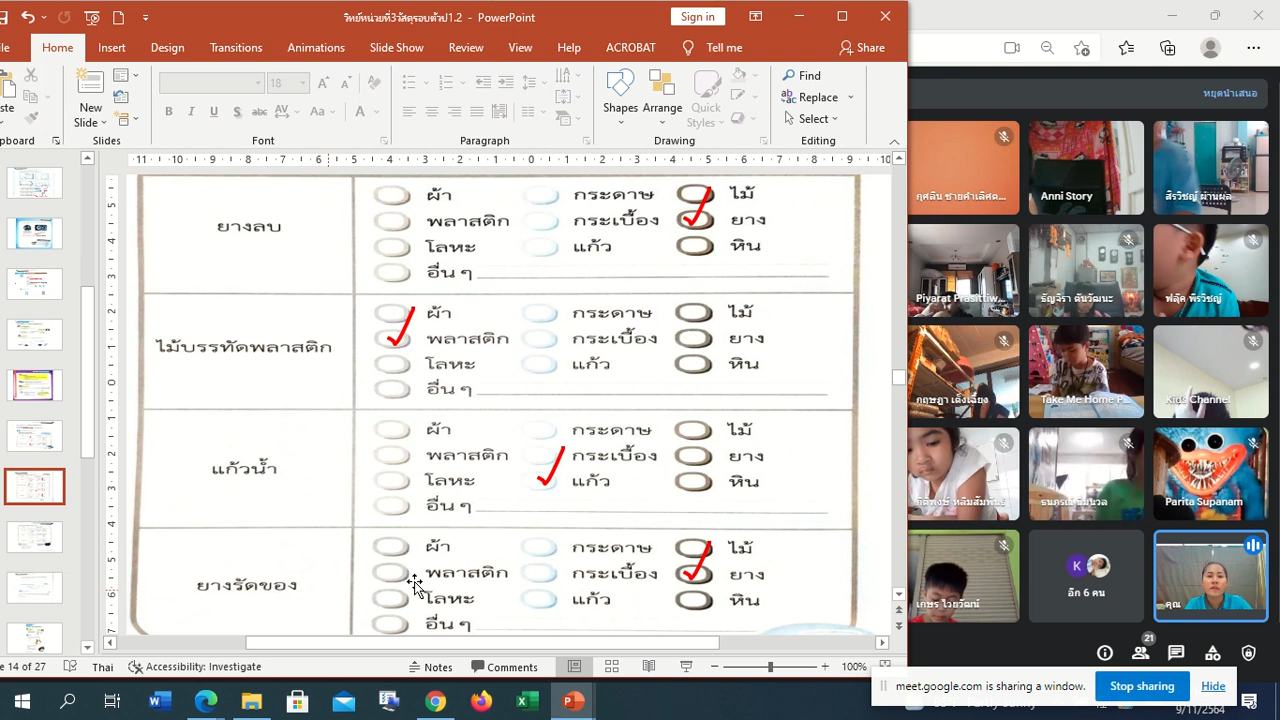 วิทย์หน่วยที่3วัสดุรอบตัวป1.2 - PowerPoint
Sign in
Home Insert Design Transitions Animations Slide Show Review View Help ACROBAT Tell me Share
18
New Slide
Shapes Arrange Quick Styles
Find
Replace
Select
Font Paragraph Drawing Editing
ยางลบ
ผ้า กระดาษ ไม้
พลาสติก กระเบื้อง ยาง
โลหะ แก้ว หิน
อื่น ๆ
ไม้บรรทัดพลาสติก
ผ้า กระดาษ ไม้
พลาสติก กระเบื้อง ยาง
โลหะ แก้ว หิน
อื่น ๆ
แก้วน้ำ
ผ้า กระดาษ ไม้
พลาสติก กระเบื้อง ยาง
โลหะ แก้ว หิน
อื่น ๆ
ยางรัดของ
ผ้า กระดาษ ไม้
พลาสติก กระเบื้อง ยาง
โลหะ แก้ว หิน
อื่น ๆ
14 of 27 Thai Accessibility: Investigate Notes Comments 100%
หยุดนำเสนอ
Anni Story
Piyarat Prasittiw...
Take Me Home P...
Kids Channel
Parita Supanam
K
อีก 6 คน
คุณ
21
meet.google.com is sharing a window. Stop sharing Hide
9/11/2564